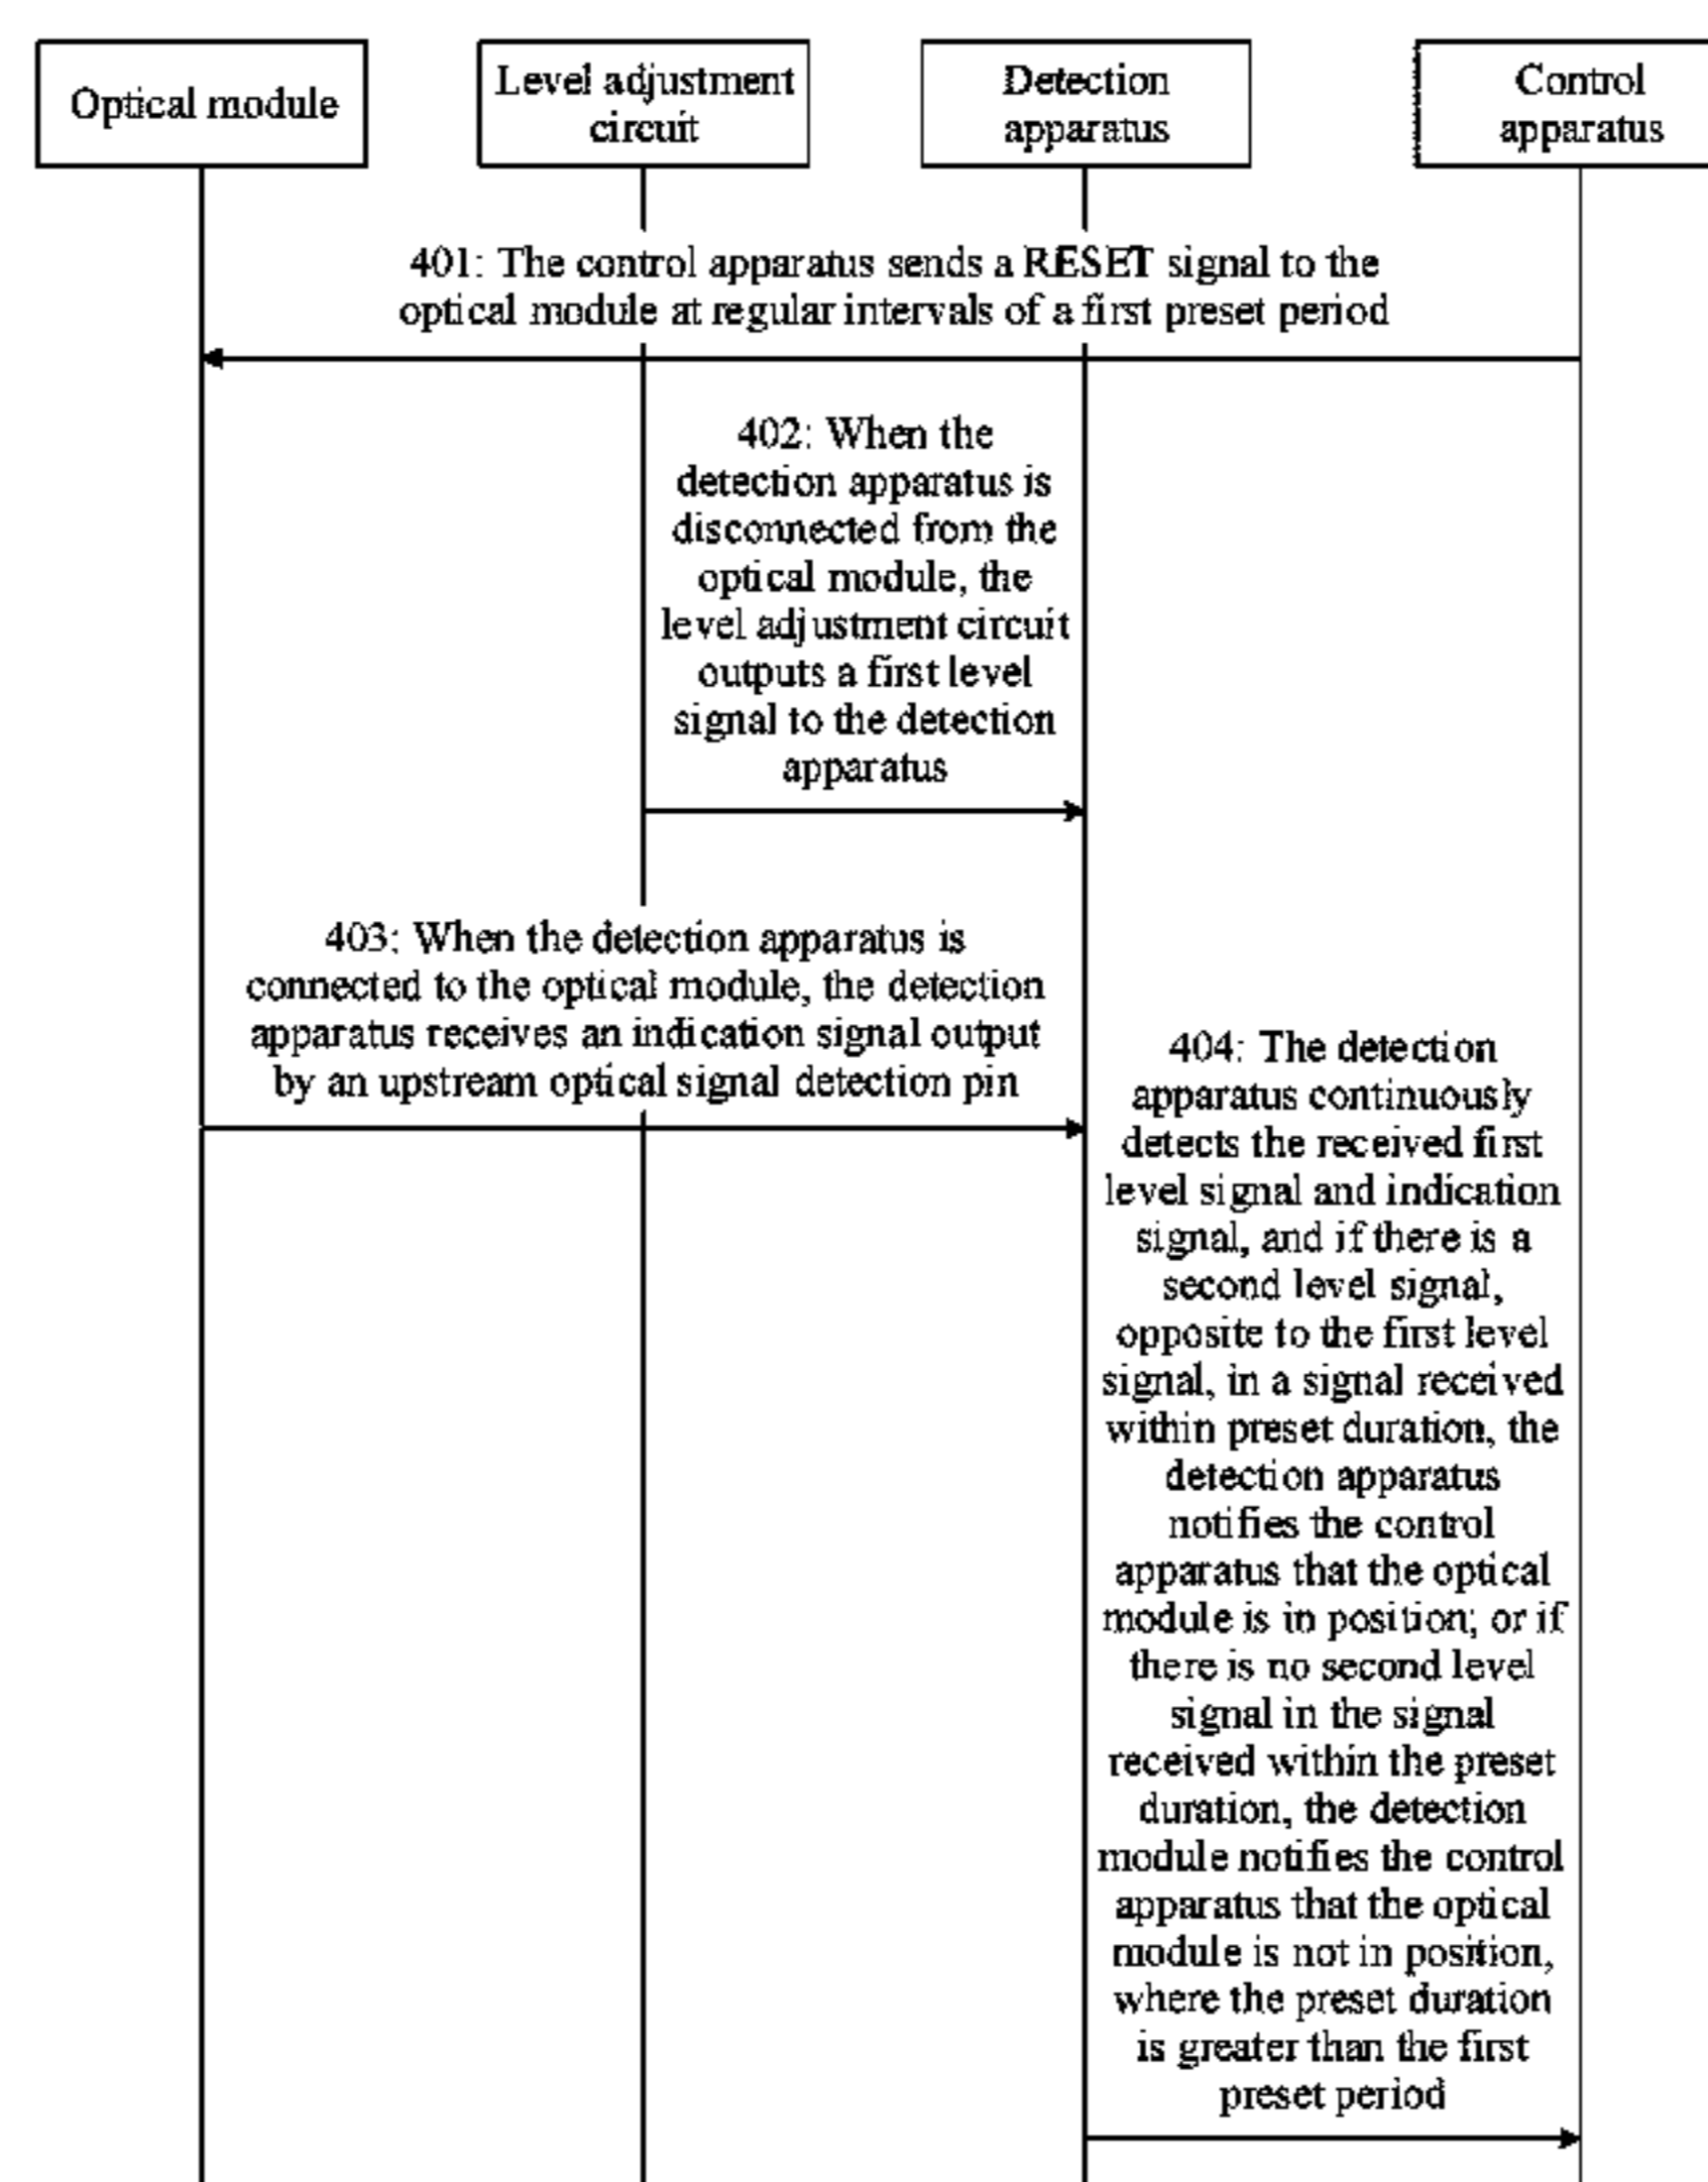 Optical module
Level adjustment
circuit
Detection
apparatus
Control
apparatus
401: The control apparatus sends a RESET signal to the
optical module at regular intervals of a first preset period
402: When the
detection apparatus is
disconnected from the
optical module, the
level adjustment circuit
outputs a first level
signal to the detection
apparatus
403: When the detection apparatus is
connected to the optical module, the detection
apparatus receives an indication signal output
by an upstream optical signal detection pin
404: The detection
apparatus continuously
detects the received first
level signal and indication
signal, and if there is a
second level signal,
opposite to the first level
signal, in a signal received
within preset duration, the
detection apparatus
notifies the control
apparatus that the optical
module is in position; or if
there is no second level
signal in the signal
received within the preset
duration, the detection
module notifies the control
apparatus that the optical
module is not in position,
where the preset duration
is greater than the first
preset period